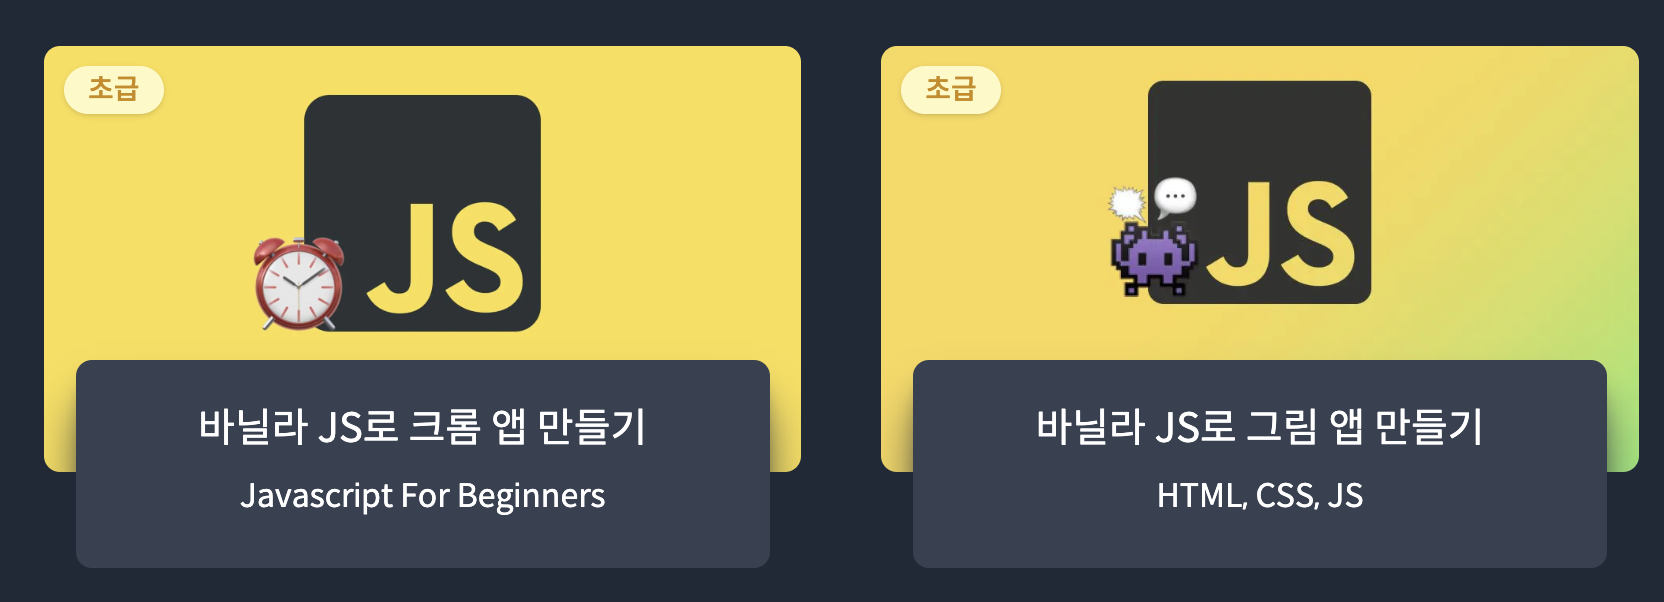 초급
JS
바닐라 JS로 크롬 앱 만들기
Javascript For Beginners
초급
JS
바닐라 JS로 그림 앱 만들기
HTML, CSS, JS